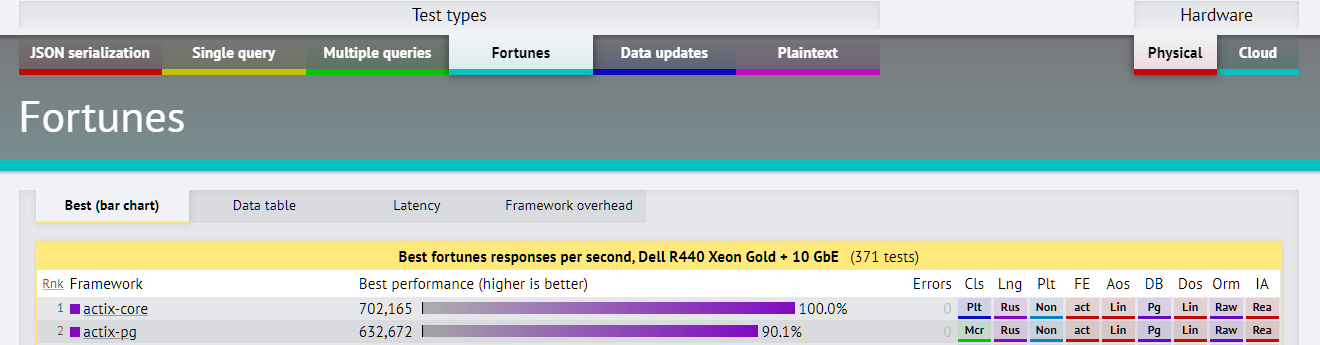 Test types Hardware
JSON serialization Single query Multiple queries Fortunes Data updates Plaintext Physical Cloud
Fortunes
Best (bar chart) Data table Latency Framework overhead
Best fortunes responses per second, Dell R440 Xeon Gold + 10 GbE (371 tests)
Rnk Framework Best performance (higher is better) Errors Cls Lng Plt FE Aos DB Dos Orm IA
1 actix-core 702,165 100.0% 0 Plt Rus Non act Lin Pg Lin Raw Rea
2 actix-pg 632,672 90.1% 0 Mcr Rus Non act Lin Pg Lin Raw Rea